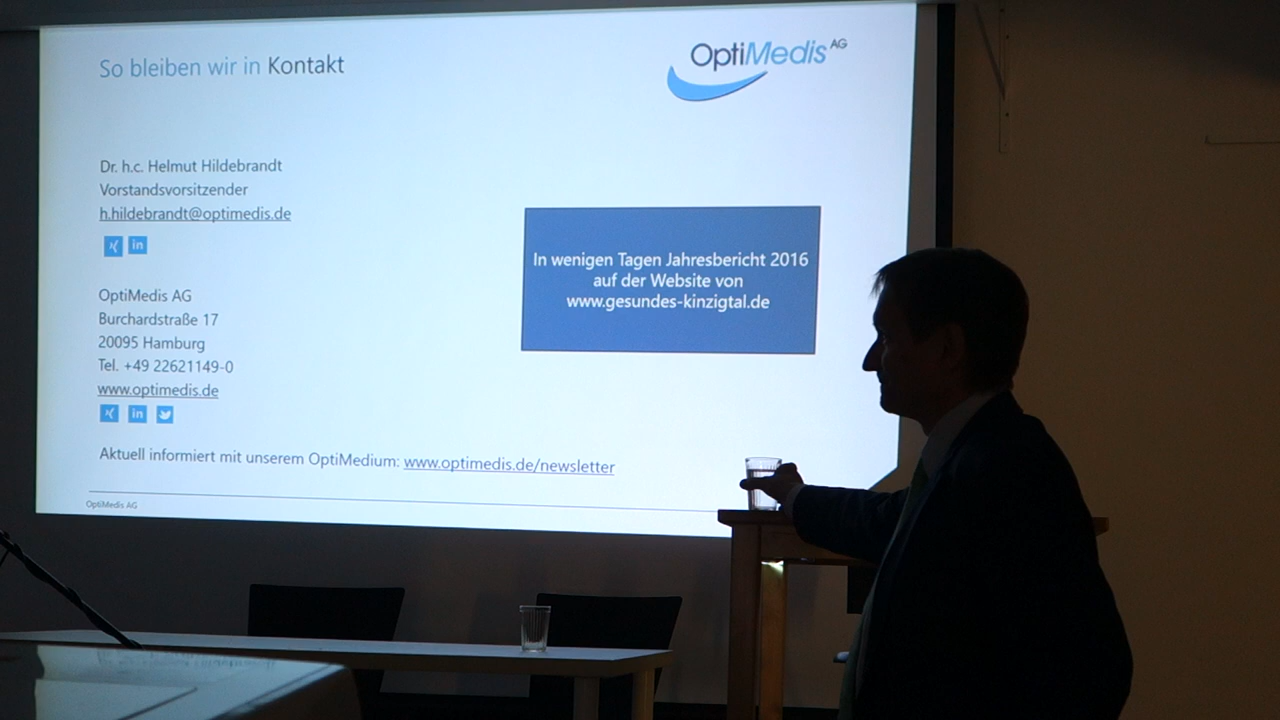 So bleiben wir in Kontakt
OptiMedis AG
Dr. h.c. Helmut Hildebrandt
Vorstandsvorsitzender
h.hildebrandt@optimedis.de
in
OptiMedis AG
Burchardstraße 17
20095 Hamburg
Tel. +49 22621149-0
www.optimedis.de
in
Aktuell informiert mit unserem OptiMedium: www.optimedis.de/newsletter
In wenigen Tagen Jahresbericht 2016
auf der Website von
www.gesundes-kinzigtal.de
OptiMedis AG